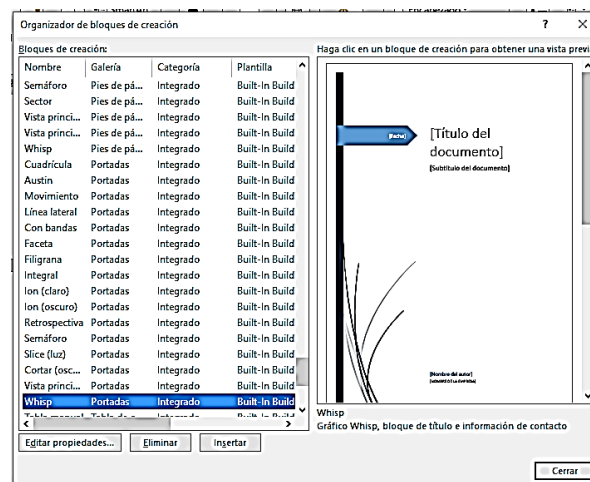 Organizador de bloques de creación ? ×
Bloques de creación:
Haga clic en un bloque de creación para obtener una vista previ
Nombre Galería Categoría Plantilla
Semáforo Pies de pá... Integrado Built-In Build
Sector Pies de pá... Integrado Built-In Build
Vista princi... Pies de pá... Integrado Built-In Build
Vista princi... Pies de pá... Integrado Built-In Build
Whisp Pies de pá... Integrado Built-In Build
Cuadrícula Portadas Integrado Built-In Build
Austin Portadas Integrado Built-In Build
Movimiento Portadas Integrado Built-In Build
Línea lateral Portadas Integrado Built-In Build
Con bandas Portadas Integrado Built-In Build
Faceta Portadas Integrado Built-In Build
Filigrana Portadas Integrado Built-In Build
Integral Portadas Integrado Built-In Build
Ion (claro) Portadas Integrado Built-In Build
Ion (oscuro) Portadas Integrado Built-In Build
Retrospectiva Portadas Integrado Built-In Build
Semáforo Portadas Integrado Built-In Build
Slice (luz) Portadas Integrado Built-In Build
Cortar (osc... Portadas Integrado Built-In Build
Vista princi... Portadas Integrado Built-In Build
Whisp Portadas Integrado Built-In Build
[Fecha]
[Título del
documento]
[Subtítulo del documento]
[Nombre del autor]
Whisp
Gráfico Whisp, bloque de título e información de contacto
Editar propiedades... Eliminar Insertar
Cerrar